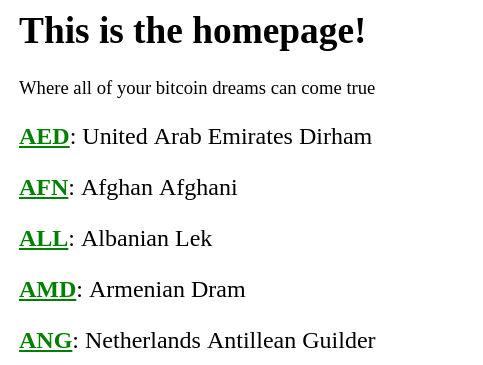 This is the homepage!
Where all of your bitcoin dreams can come true
AED: United Arab Emirates Dirham
AFN: Afghan Afghani
ALL: Albanian Lek
AMD: Armenian Dram
ANG: Netherlands Antillean Guilder